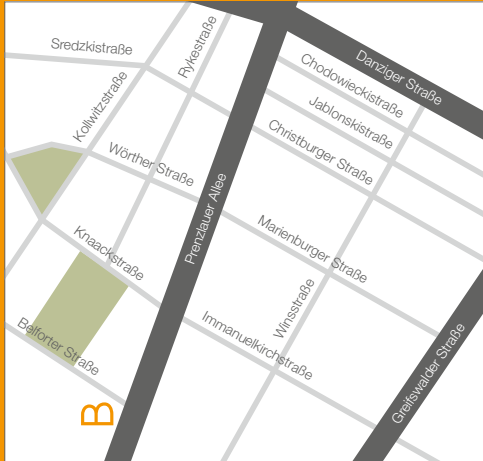 Sredzkistraße
Rykestraße
Danziger Straße
Kollwitzstraße
Chodowieckistraße
Jablonskistraße
Christburger Straße
Wörther Straße
Prenzlauer Allee
Marienburger Straße
Knaackstraße
Winsstraße
Immanuelkirchstraße
Belforter Straße
Greifswalder Straße
B